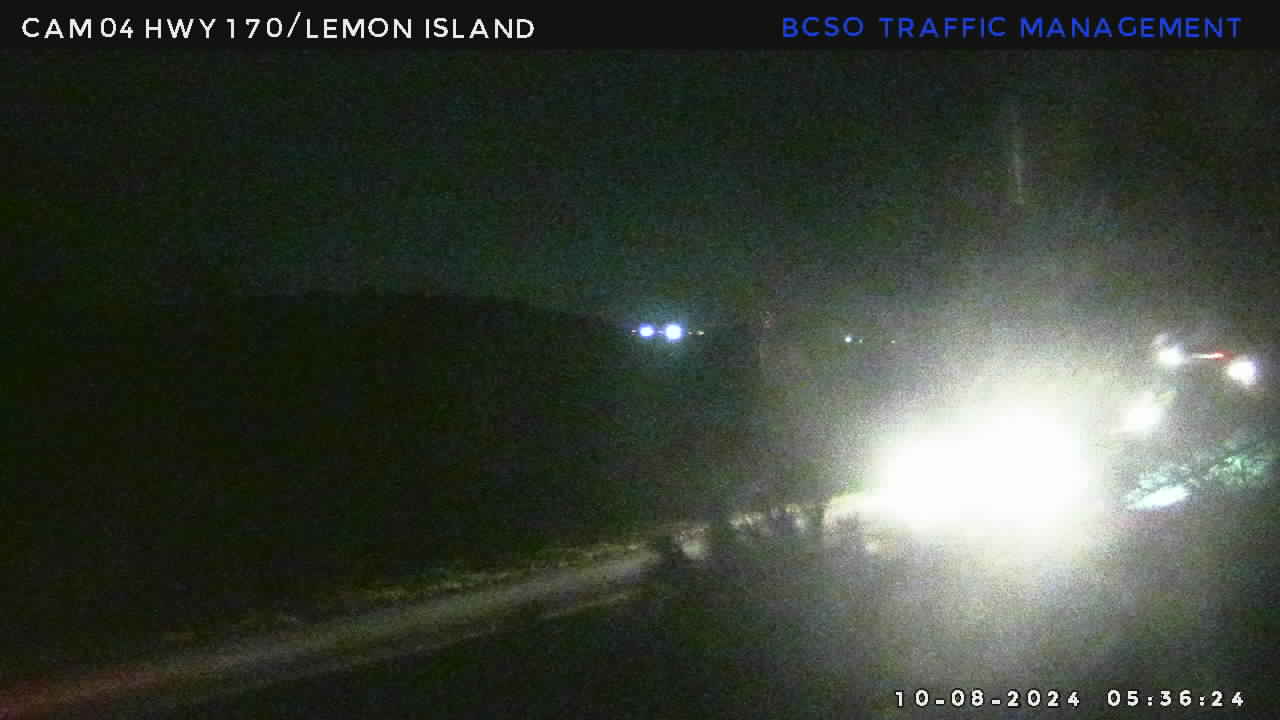 CAM04 HWY 170/LEMON ISLAND
BCSO TRAFFIC MANAGEMENT
10-08-2024 05:36:24